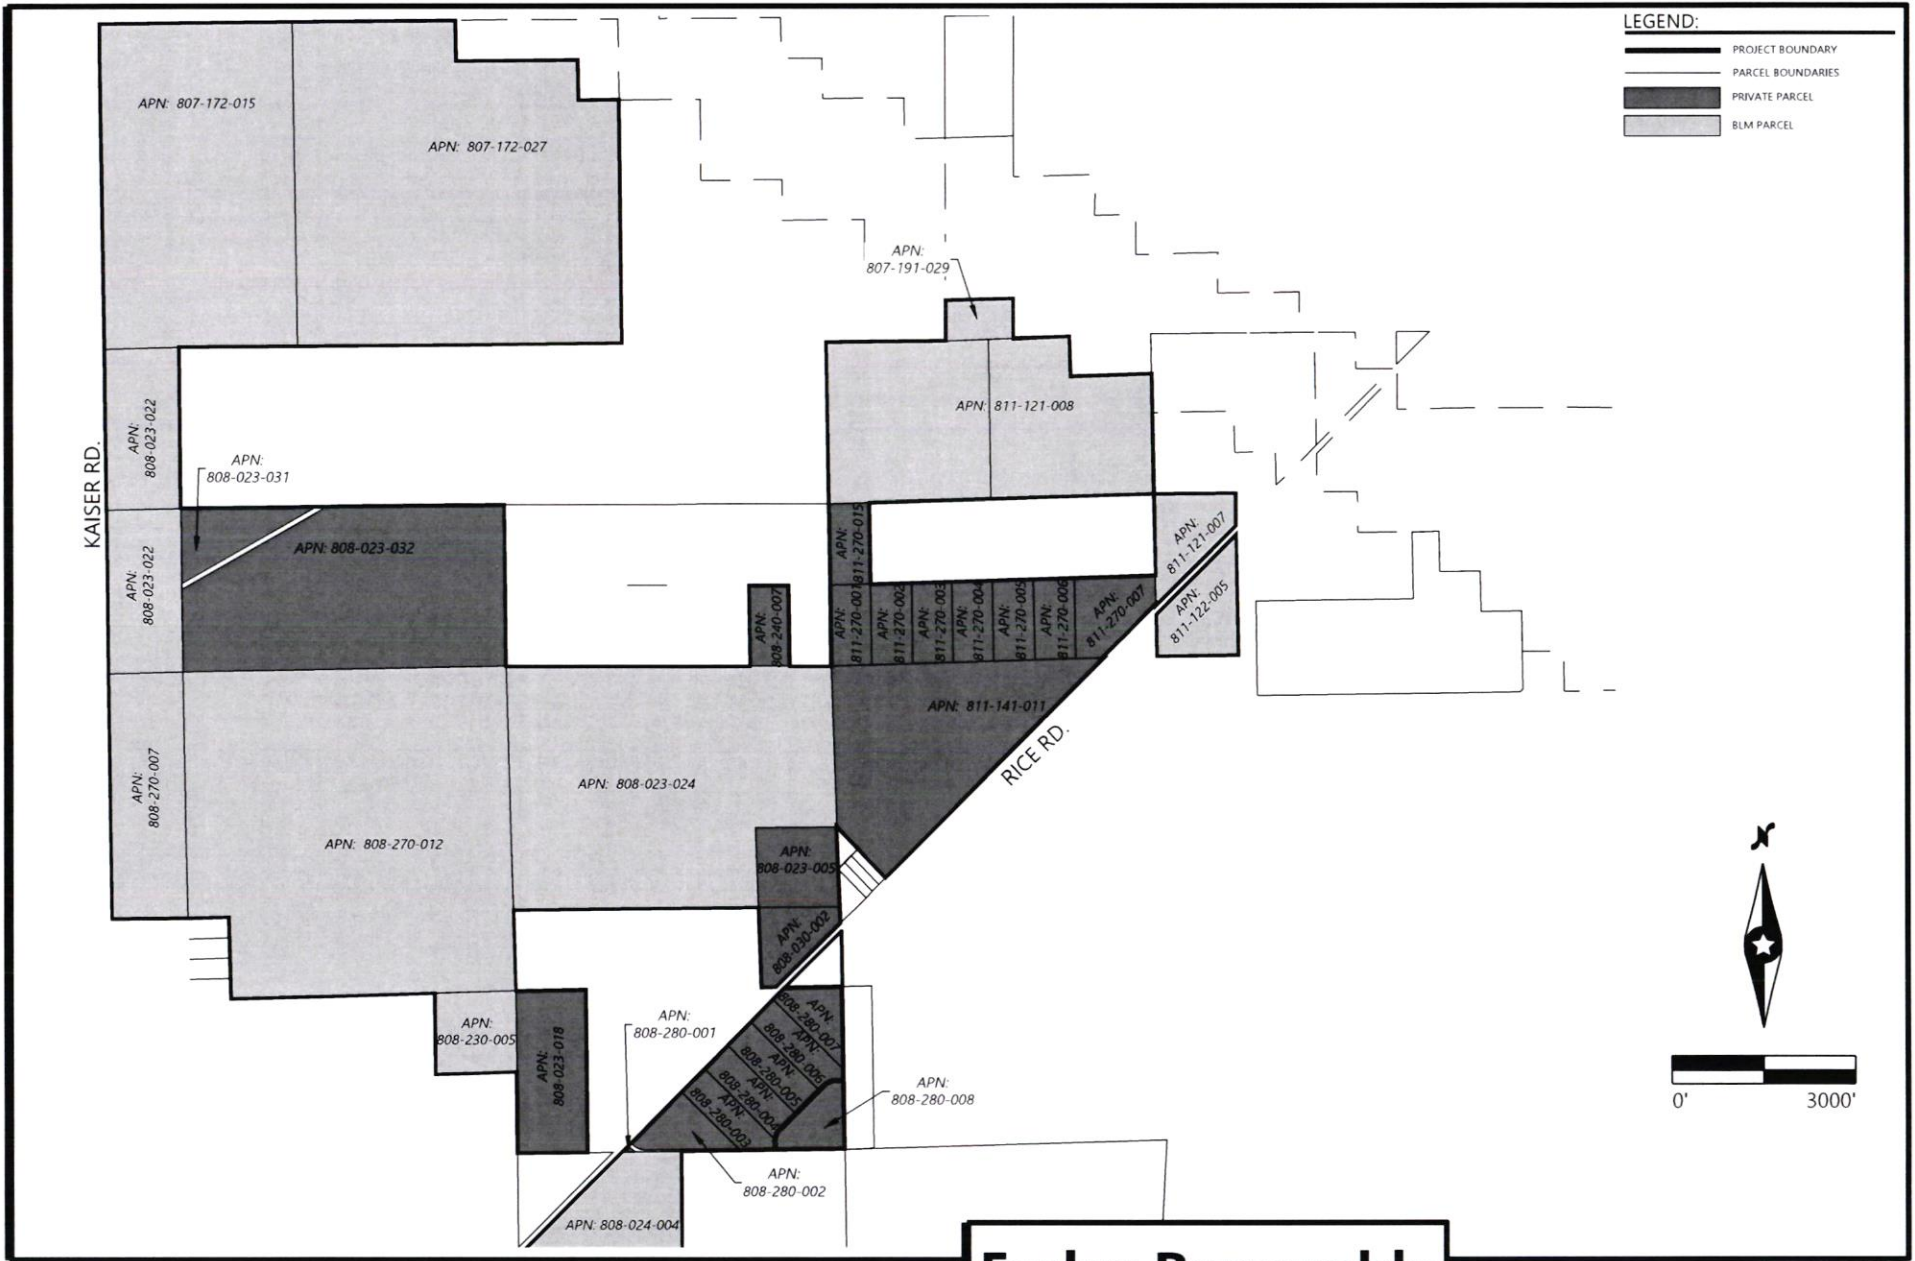 LEGEND:
PROJECT BOUNDARY
PARCEL BOUNDARIES
PRIVATE PARCEL
BLM PARCEL
APN: 807-172-015
APN: 807-172-027
APN:
807-191-029
APN: 811-121-008
APN:
808-023-022
KAISER RD.
APN:
808-023-031
APN: 808-023-032
APN:
808-023-022
APN:
811-270-015
APN:
811-121-007
APN:
811-122-005
APN:
808-240-007
APN:
811-270-001
APN:
811-270-002
APN:
811-270-003
APN:
811-270-004
APN:
811-270-005
APN:
811-270-006
APN:
811-270-007
APN: 811-141-011
RICE RD.
APN:
808-270-007
APN: 808-023-024
APN: 808-270-012
APN:
808-023-005
APN:
808-030-002
APN:
808-230-005
APN:
808-023-018
APN:
808-280-001
APN:
808-280-007
APN:
808-280-006
APN:
808-280-005
APN:
808-280-004
APN:
808-280-003
APN:
808-280-008
APN:
808-280-002
APN: 808-024-004
N
0' 3000'